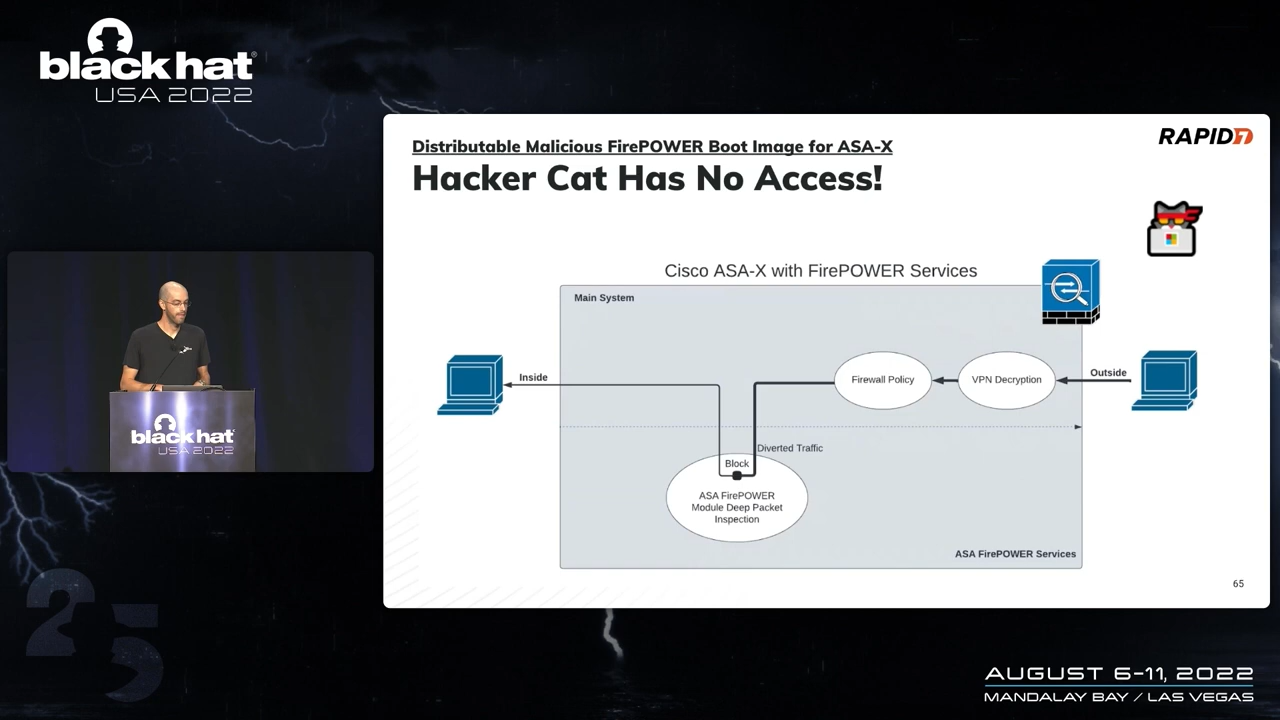 black hat®
USA 2022
Distributable Malicious FirePOWER Boot Image for ASA-X
RAPID7
Hacker Cat Has No Access!
Cisco ASA-X with FirePOWER Services
Main System
Inside
Firewall Policy
VPN Decryption
Outside
Diverted Traffic
Block
ASA FirePOWER
Module Deep Packet
Inspection
ASA FirePOWER Services
65
black hat
USA 2022
25
AUGUST 6-11, 2022
MANDALAY BAY / LAS VEGAS